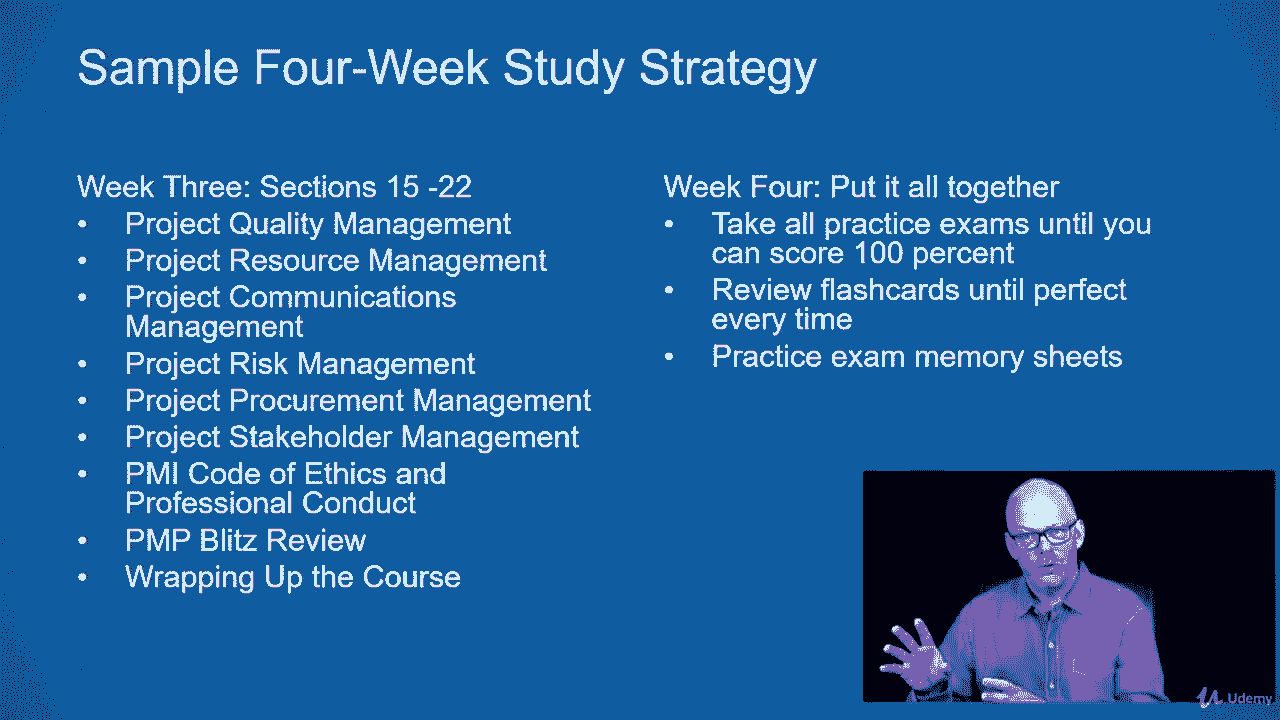 Sample Four-Week Study Strategy
Week Three: Sections 15 -22
• Project Quality Management
• Project Resource Management
• Project Communications
Management
• Project Risk Management
• Project Procurement Management
• Project Stakeholder Management
• PMI Code of Ethics and
Professional Conduct
• PMP Blitz Review
• Wrapping Up the Course
Week Four: Put it all together
• Take all practice exams until you
can score 100 percent
• Review flashcards until perfect
every time
• Practice exam memory sheets
Udemy